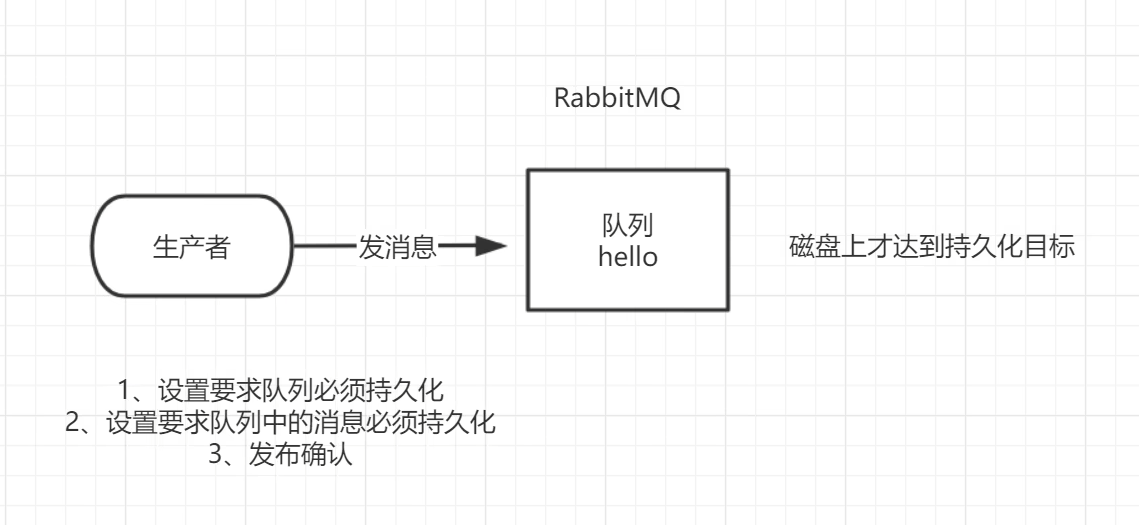 RabbitMQ
生产者
发消息
队列
hello
磁盘上才达到持久化目标
1、设置要求队列必须持久化
2、设置要求队列中的消息必须持久化
3、发布确认